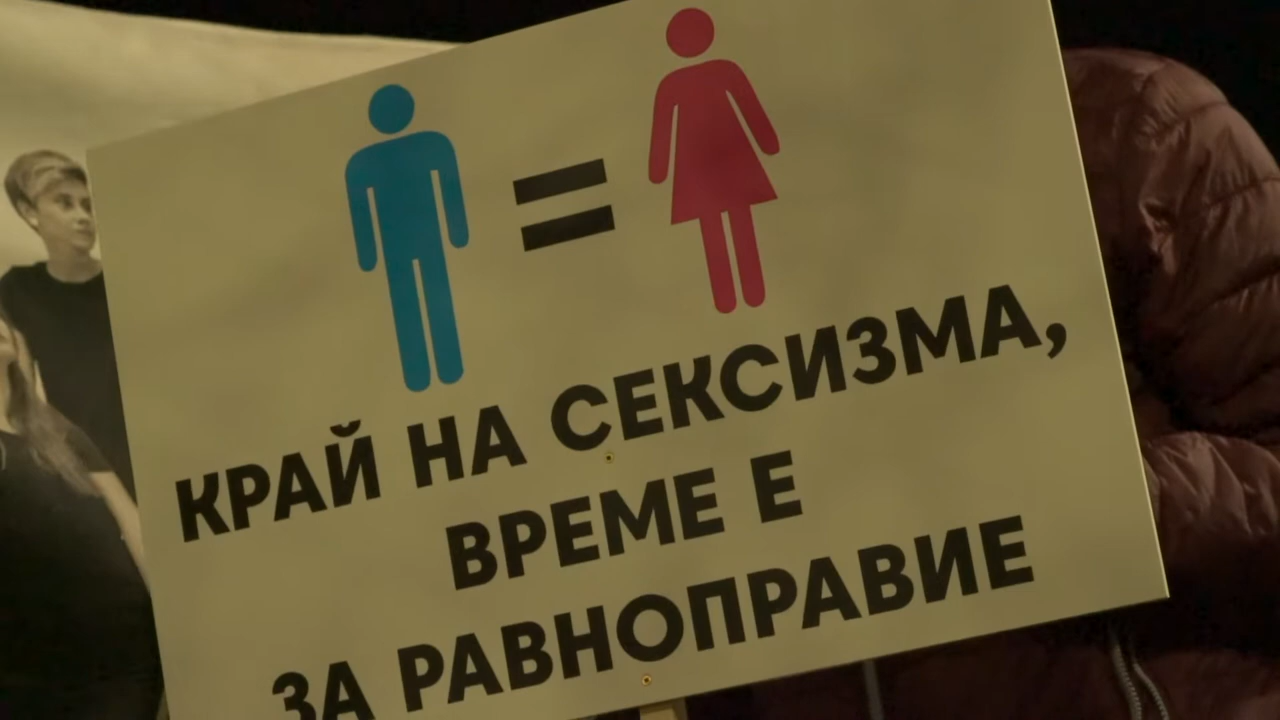 =
КРАЙ НА СЕКСИЗМА,
ВРЕМЕ Е
ЗА РАВНОПРАВИЕ